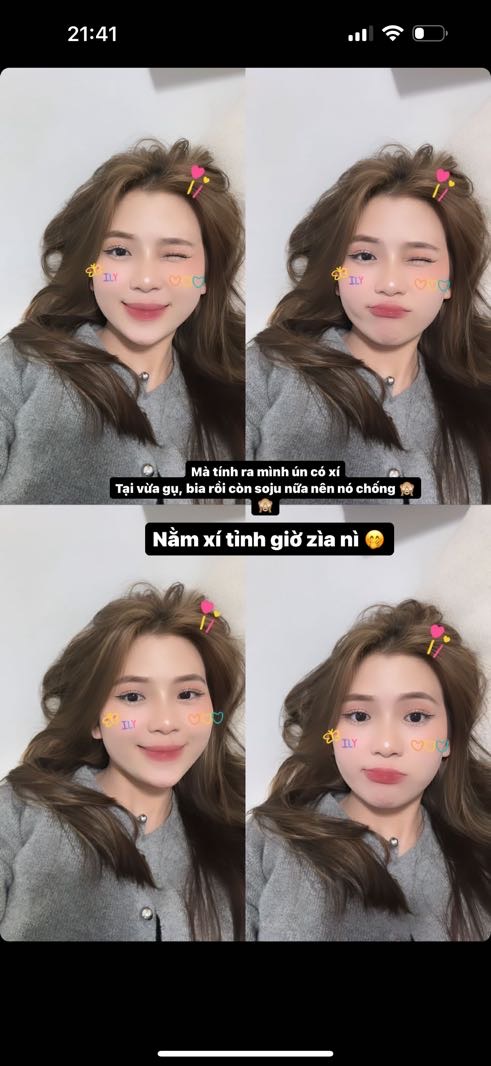 21:41
ILY
ILY
Mà tính ra mình ún có xí
Tại vừa gụ, bia rồi còn soju nữa nên nó chống 🙈
🙈
Nằm xí tỉnh giờ zìa nì 🤭
ILY
ILY